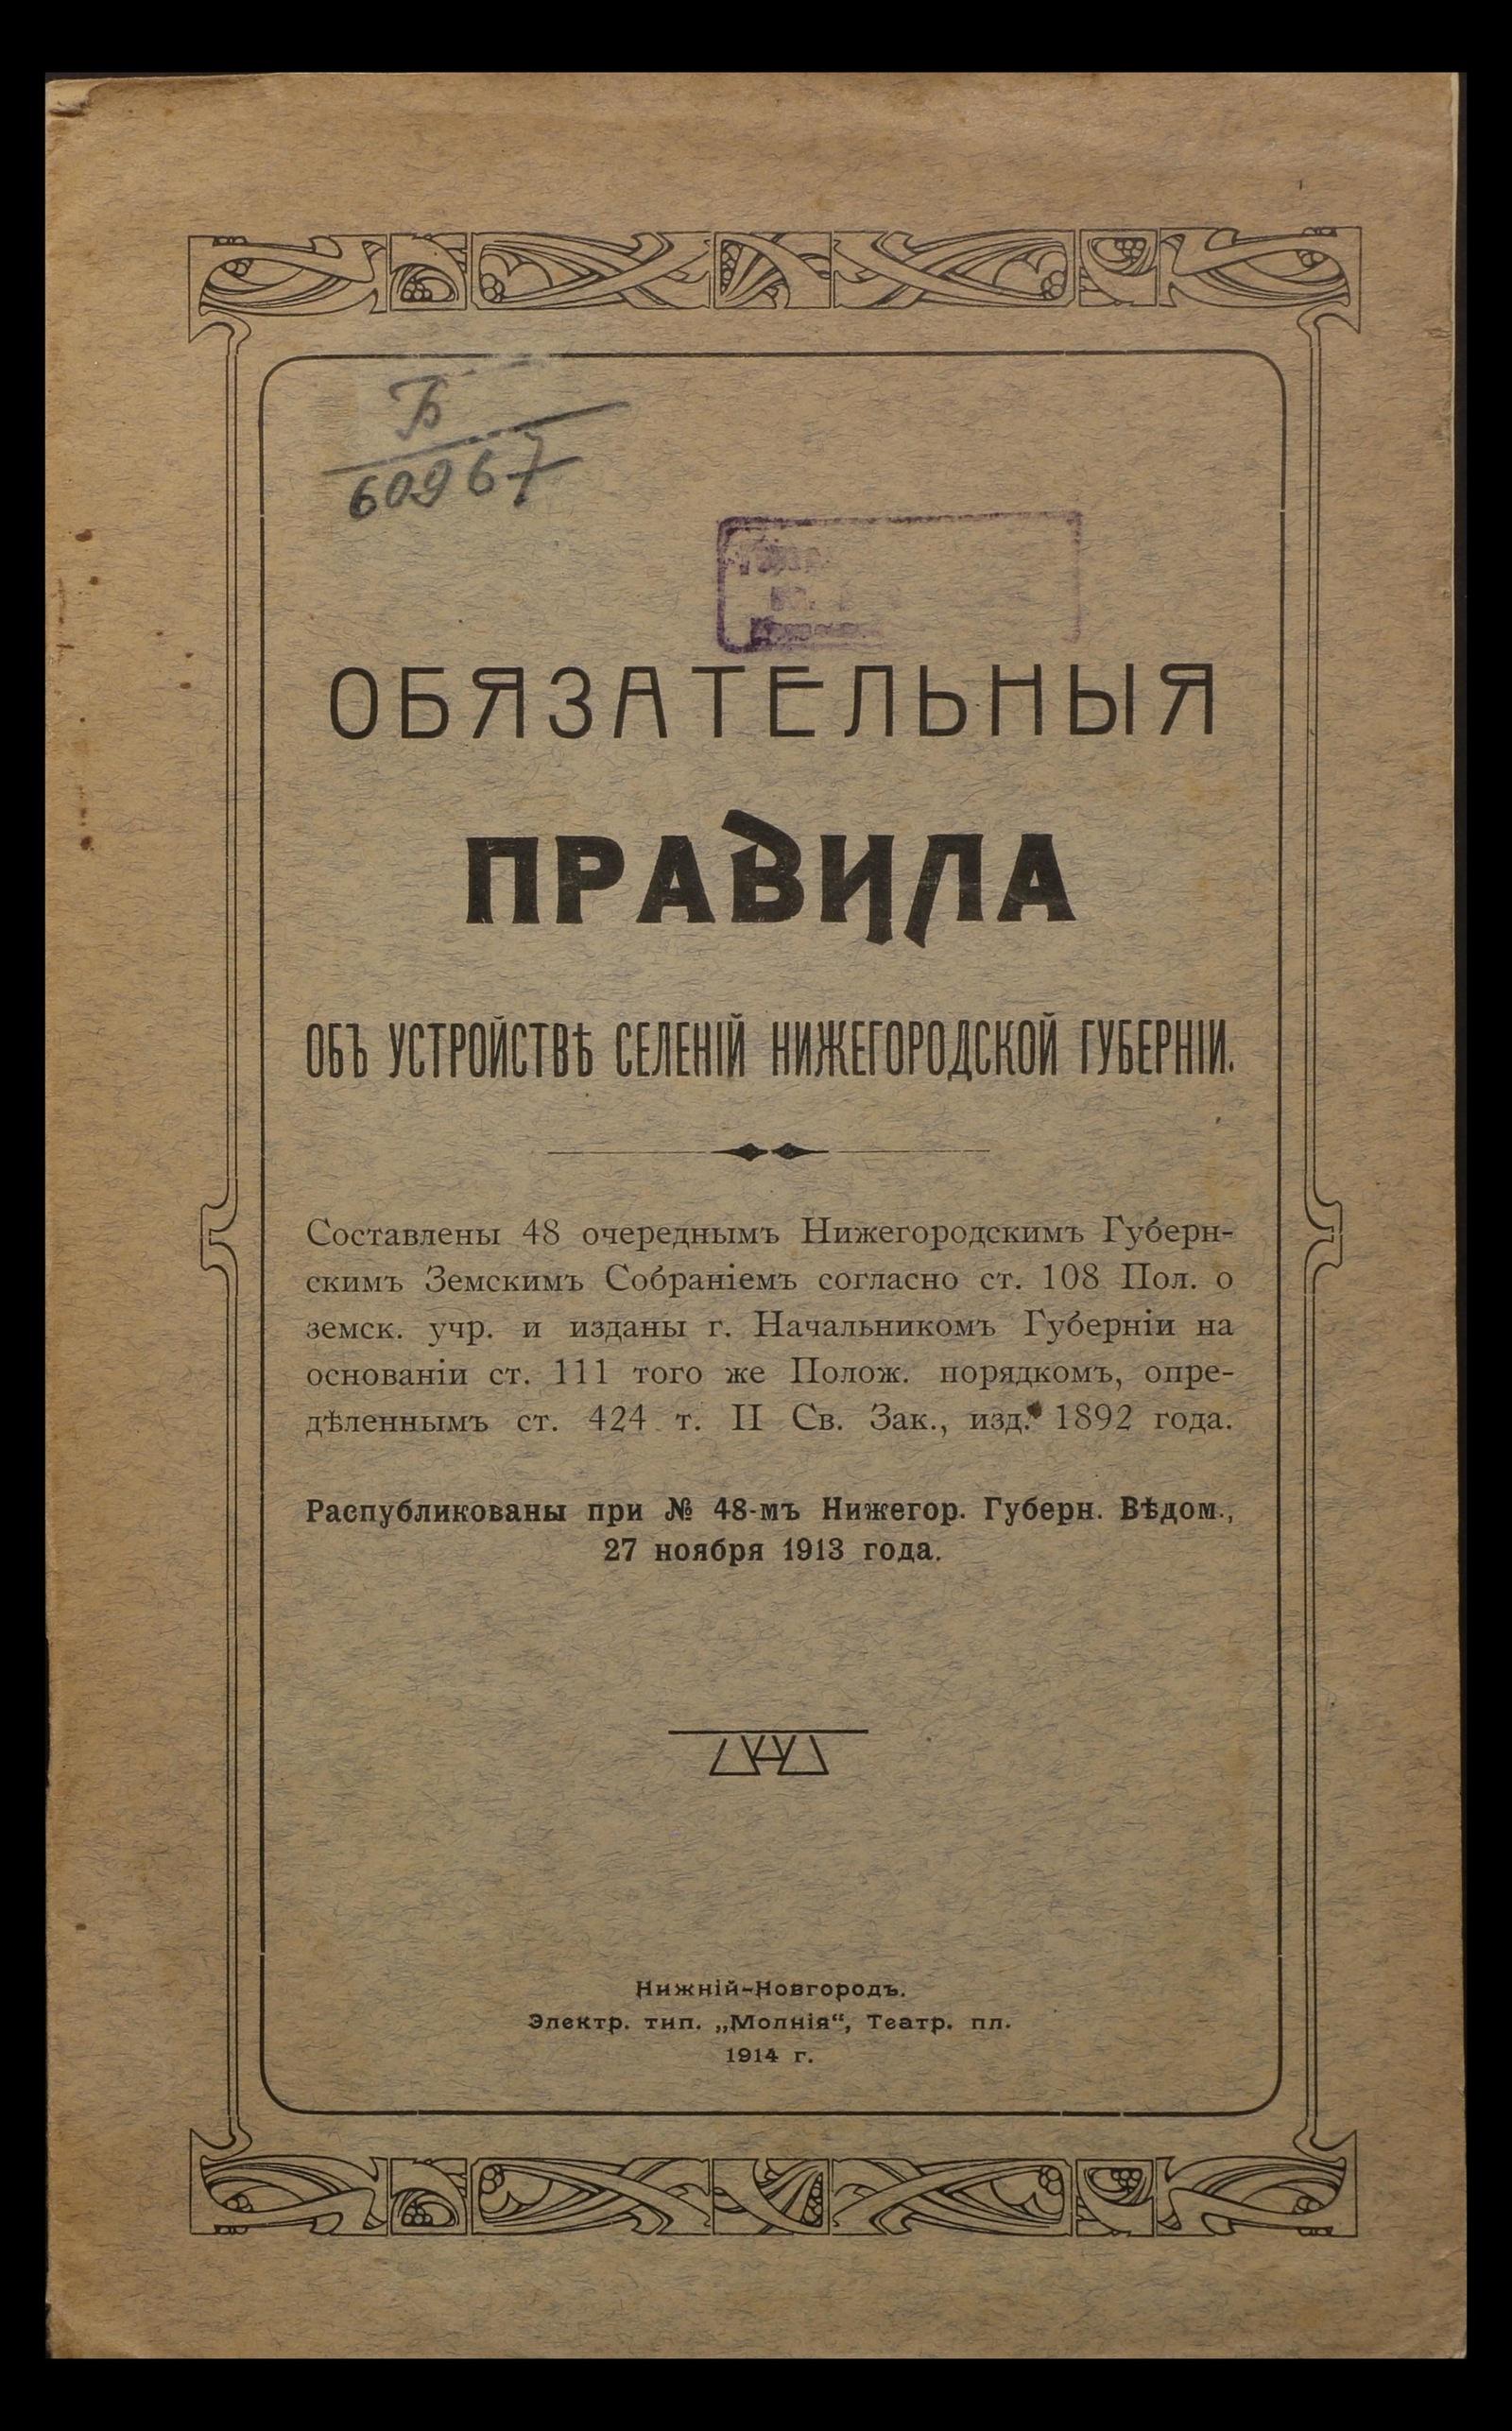 Б
60967
ОБЯЗАТЕЛЬНЫЯ
ПРАВИЛА
ОБЪ УСТРОЙСТВѢ СЕЛЕНІЙ НИЖЕГОРОДСКОЙ ГУБЕРНІИ.
Составлены 48 очереднымъ Нижегородскимъ Губерн-
скимъ Земскимъ Собраніемъ согласно ст. 108 Пол. о
земск. учр. и изданы г. Начальникомъ Губерніи на
основаніи ст. 111 того же Полож. порядкомъ, опре-
дѣленнымъ ст. 424 т. II Св. Зак., изд. 1892 года.
Распубликованы при № 48-мъ Нижегор. Губерн. Вѣдом.,
27 ноября 1913 года.
Нижній-Новгородъ.
Электр. тип. „Молнія“, Театр. пл.
1914 г.